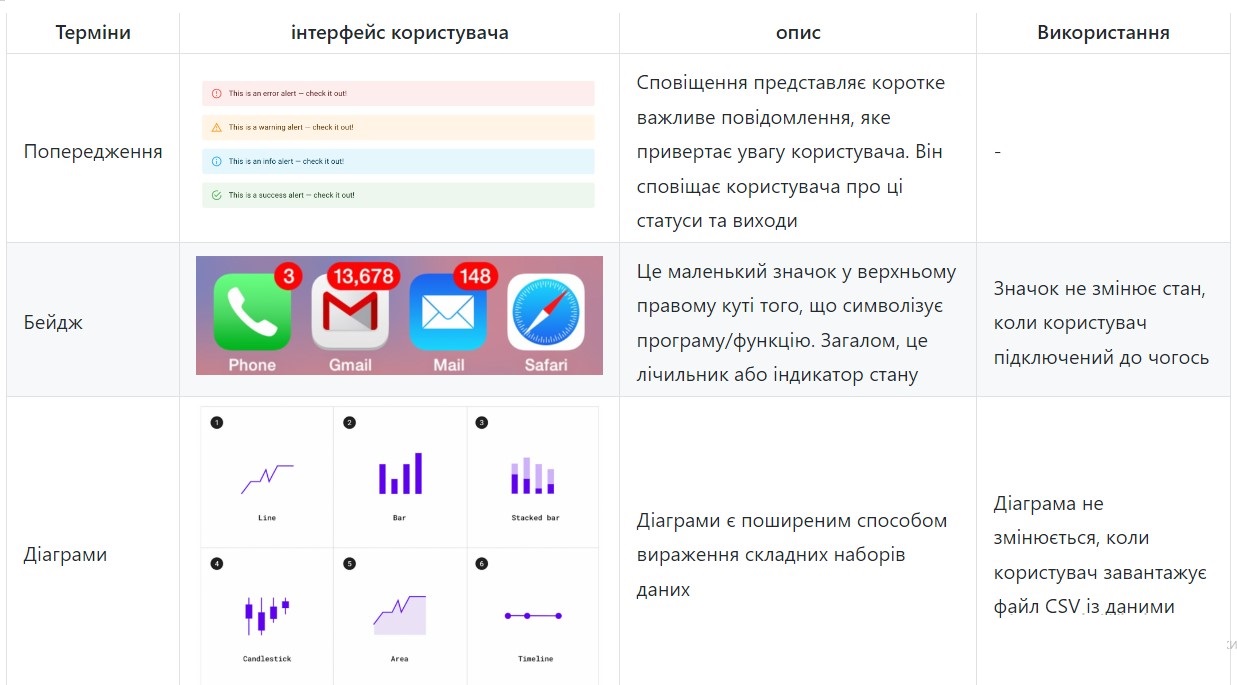 Терміни
інтерфейс користувача
опис
Використання
Попередження
This is an error alert — check it out!
This is a warning alert — check it out!
This is an info alert — check it out!
This is a success alert — check it out!
Сповіщення представляє коротке
важливе повідомлення, яке
привертає увагу користувача. Він
сповіщає користувача про ці
статуси та виходи
-
Бейдж
3
13,678
148
Phone
Gmail
Mail
Safari
Це маленький значок у верхньому
правому куті того, що символізує
програму/функцію. Загалом, це
лічильник або індикатор стану
Значок не змінює стан,
коли користувач
підключений до чогось
Діаграми
1
2
3
Line
Bar
Stacked bar
4
5
6
Candlestick
Area
Timeline
Діаграми є поширеним способом
вираження складних наборів
даних
Діаграма не
змінюється, коли
користувач завантажує
файл CSV із даними